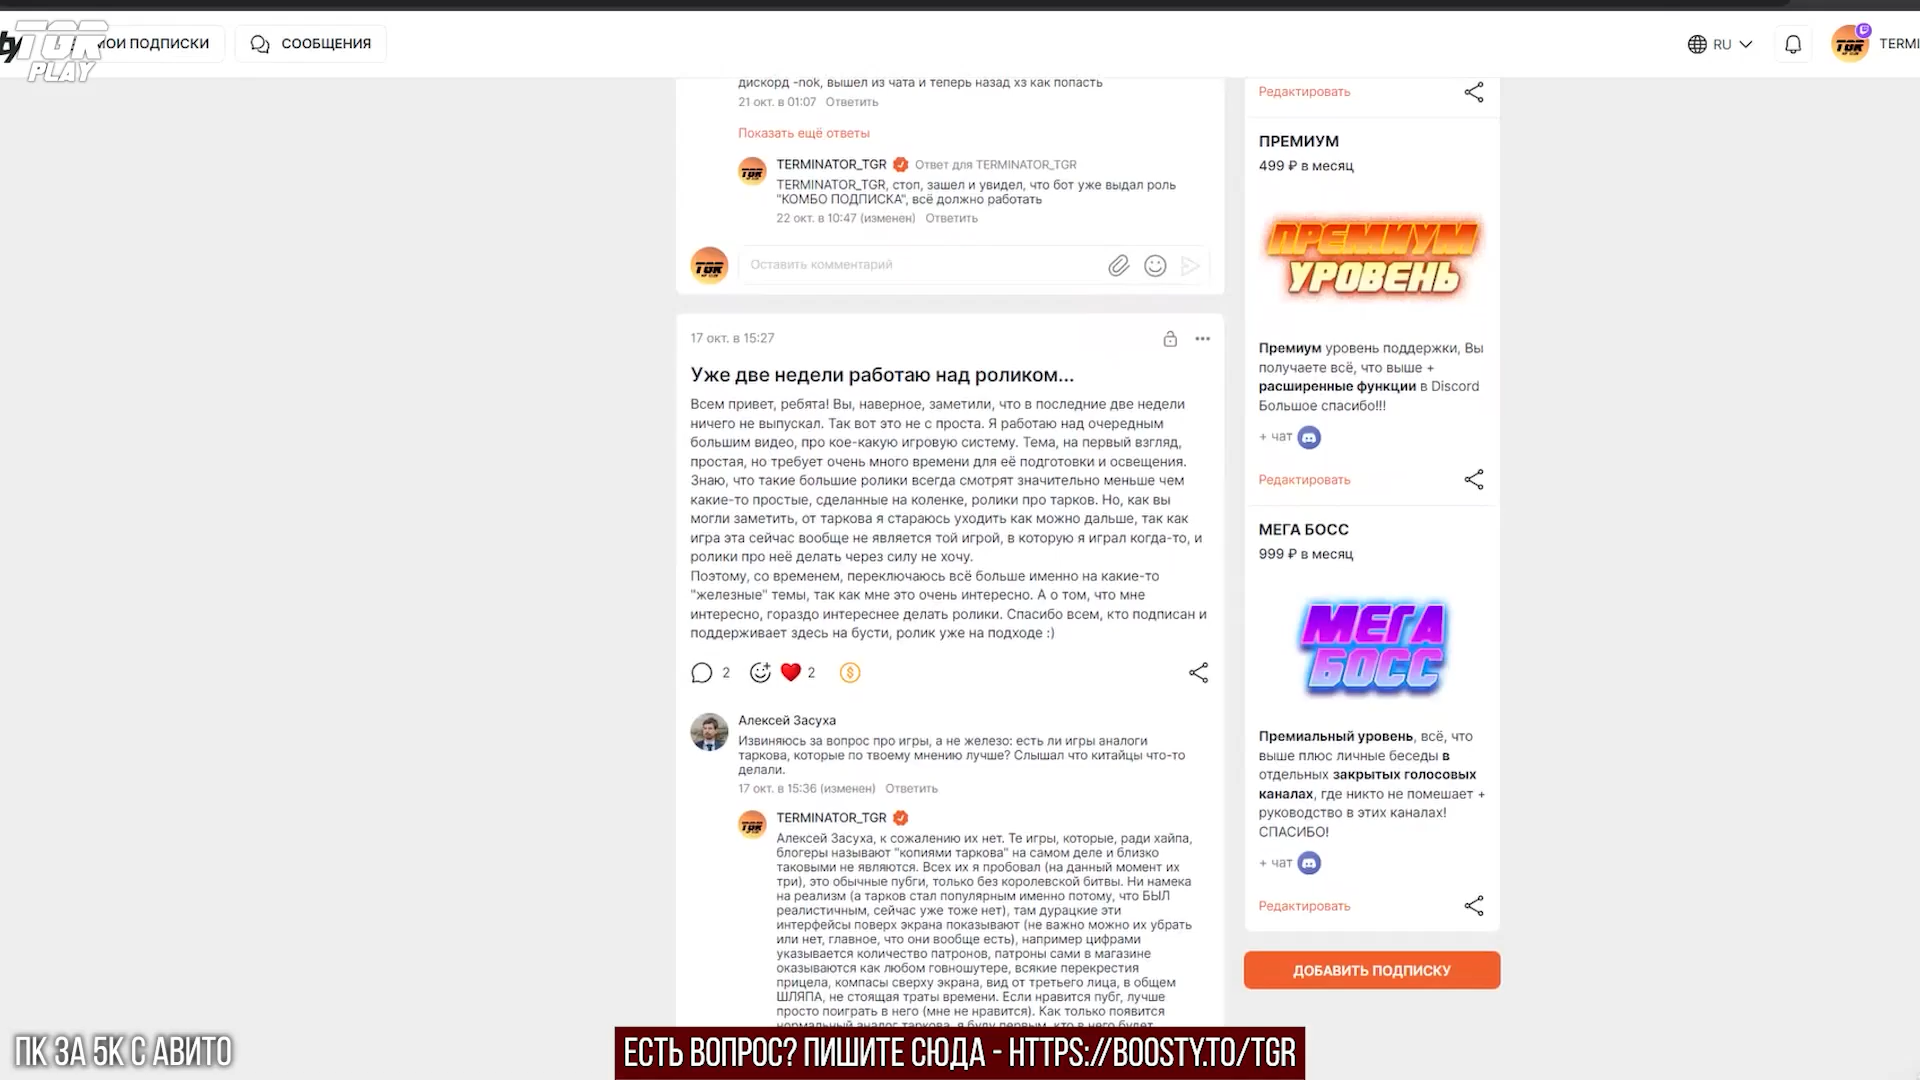 TGR
PLAY
МОИ ПОДПИСКИ
СООБЩЕНИЯ
RU
TERMI
дискорд -nok, вышел из чата и теперь назад хз как попасть
21 окт. в 01:07 Ответить
Показать ещё ответы
TERMINATOR_TGR Ответ для TERMINATOR_TGR
TERMINATOR_TGR, стоп, зашел и увидел, что бот уже выдал роль
"КОМБО ПОДПИСКА", всё должно работать
22 окт. в 10:47 (изменен) Ответить
TGR
Оставить комментарий
17 окт. в 15:27
Уже две недели работаю над роликом...
Всем привет, ребята! Вы, наверное, заметили, что в последние две недели
ничего не выпускал. Так вот это не с проста. Я работаю над очередным
большим видео, про кое-какую игровую систему. Тема, на первый взгляд,
простая, но требует очень много времени для её подготовки и освещения.
Знаю, что такие большие ролики всегда смотрят значительно меньше чем
какие-то простые, сделанные на коленке, ролики про тарков. Но, как вы
могли заметить, от таркова я стараюсь уходить как можно дальше, так как
игра эта сейчас вообще не является той игрой, в которую я играл когда-то, и
ролики про неё делать через силу не хочу.
Поэтому, со временем, переключаюсь всё больше именно на какие-то
"железные" темы, так как мне это очень интересно. А о том, что мне
интересно, гораздо интереснее делать ролики. Спасибо всем, кто подписан и
поддерживает здесь на бусти, ролик уже на подходе :)
2
2
Алексей Засуха
Извиняюсь за вопрос про игры, а не железо: есть ли игры аналоги
таркова, которые по твоему мнению лучше? Слышал что китайцы что-то
делали.
17 окт. в 15:36 (изменен) Ответить
TERMINATOR_TGR
Алексей Засуха, к сожалению их нет. Те игры, которые, ради хайпа,
блогеры называют "копиями таркова" на самом деле и близко
таковыми не являются. Всех их я пробовал (на данный момент их
три), это обычные пубги, только без королевской битвы. Ни намека
на реализм (а тарков стал популярным именно потому, что БЫЛ
реалистичным, сейчас уже тоже нет), там дурацкие эти
интерфейсы поверх экрана показывают (не важно можно их убрать
или нет, главное, что они вообще есть), например цифрами
указывается количество патронов, патроны сами в магазине
оказываются как любом говношутере, всякие перекрестия
прицела, компасы сверху экрана, вид от третьего лица, в общем
ШЛЯПА, не стоящая траты времени. Если нравится пубг, лучше
просто поиграть в него (мне не нравится). Как только появится
нормальный аналог таркова, я буду первым, кто в него будет
Редактировать
ПРЕМИУМ
499 ₽ в месяц
ПРЕМИУМ
УРОВЕНЬ
Премиум уровень поддержки, Вы
получаете всё, что выше +
расширенные функции в Discord
Большое спасибо!!!
+ чат
Редактировать
МЕГА БОСС
999 ₽ в месяц
МЕГА
БОСС
Премиальный уровень, всё, что
выше плюс личные беседы в
отдельных закрытых голосовых
каналах, где никто не помешает +
руководство в этих каналах!
СПАСИБО!
+ чат
Редактировать
ДОБАВИТЬ ПОДПИСКУ
ПК ЗА 5К С АВИТО
ЕСТЬ ВОПРОС? ПИШИТЕ СЮДА - HTTPS://BOOSTY.TO/TGR